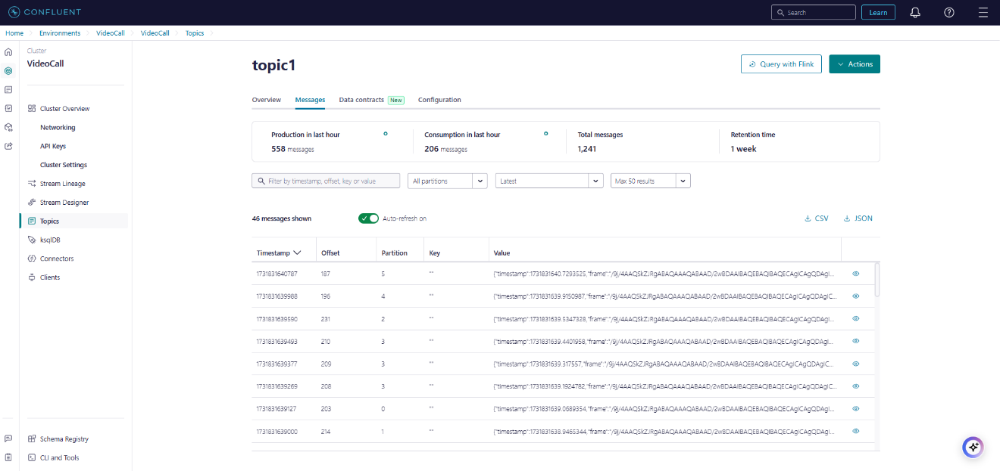 CONFLUENT
Search
Learn
Home
Environments
VideoCall
VideoCall
Topics
Cluster
VideoCall
Cluster Overview
Networking
API Keys
Cluster Settings
Stream Lineage
Stream Designer
Topics
ksqlDB
Connectors
Clients
Schema Registry
CLI and Tools
topic1
Query with Flink
Actions
Overview
Messages
Data contracts New
Configuration
Production in last hour
558 messages
Consumption in last hour
206 messages
Total messages
1,241
Retention time
1 week
Filter by timestamp, offset, key or value
All partitions
Latest
Max 50 results
46 messages shown
Auto-refresh on
CSV
JSON
Timestamp Offset Partition Key Value
1731831640787 187 5 "" {"timestamp":1731831640.7293525,"frame":"/9j/4AAQSkZJRgABAQAAAQABAAD/2wBDAAIBAQEBAQIBAQECAgICAgQDAgI...
1731831639988 196 4 "" {"timestamp":1731831639.9150987,"frame":"/9j/4AAQSkZJRgABAQAAAQABAAD/2wBDAAIBAQEBAQIBAQECAgICAgQDAgIC...
1731831639590 231 2 "" {"timestamp":1731831639.5347328,"frame":"/9j/4AAQSkZJRgABAQAAAQABAAD/2wBDAAIBAQEBAQIBAQECAgICAgQDAgI...
1731831639493 210 3 "" {"timestamp":1731831639.4401958,"frame":"/9j/4AAQSkZJRgABAQAAAQABAAD/2wBDAAIBAQEBAQIBAQECAgICAgQDAgI...
1731831639377 209 3 "" {"timestamp":1731831639.317557,"frame":"/9j/4AAQSkZJRgABAQAAAQABAAD/2wBDAAIBAQEBAQIBAQECAgICAgQDAgIC...
1731831639269 208 3 "" {"timestamp":1731831639.1924782,"frame":"/9j/4AAQSkZJRgABAQAAAQABAAD/2wBDAAIBAQEBAQIBAQECAgICAgQDAgIC...
1731831639127 203 0 "" {"timestamp":1731831639.0689354,"frame":"/9j/4AAQSkZJRgABAQAAAQABAAD/2wBDAAIBAQEBAQIBAQECAgICAgQDAgI...
1731831639000 214 1 "" {"timestamp":1731831638.9465344,"frame":"/9j/4AAQSkZJRgABAQAAAQABAAD/2wBDAAIBAQEBAQIBAQECAgICAgQDAgI...